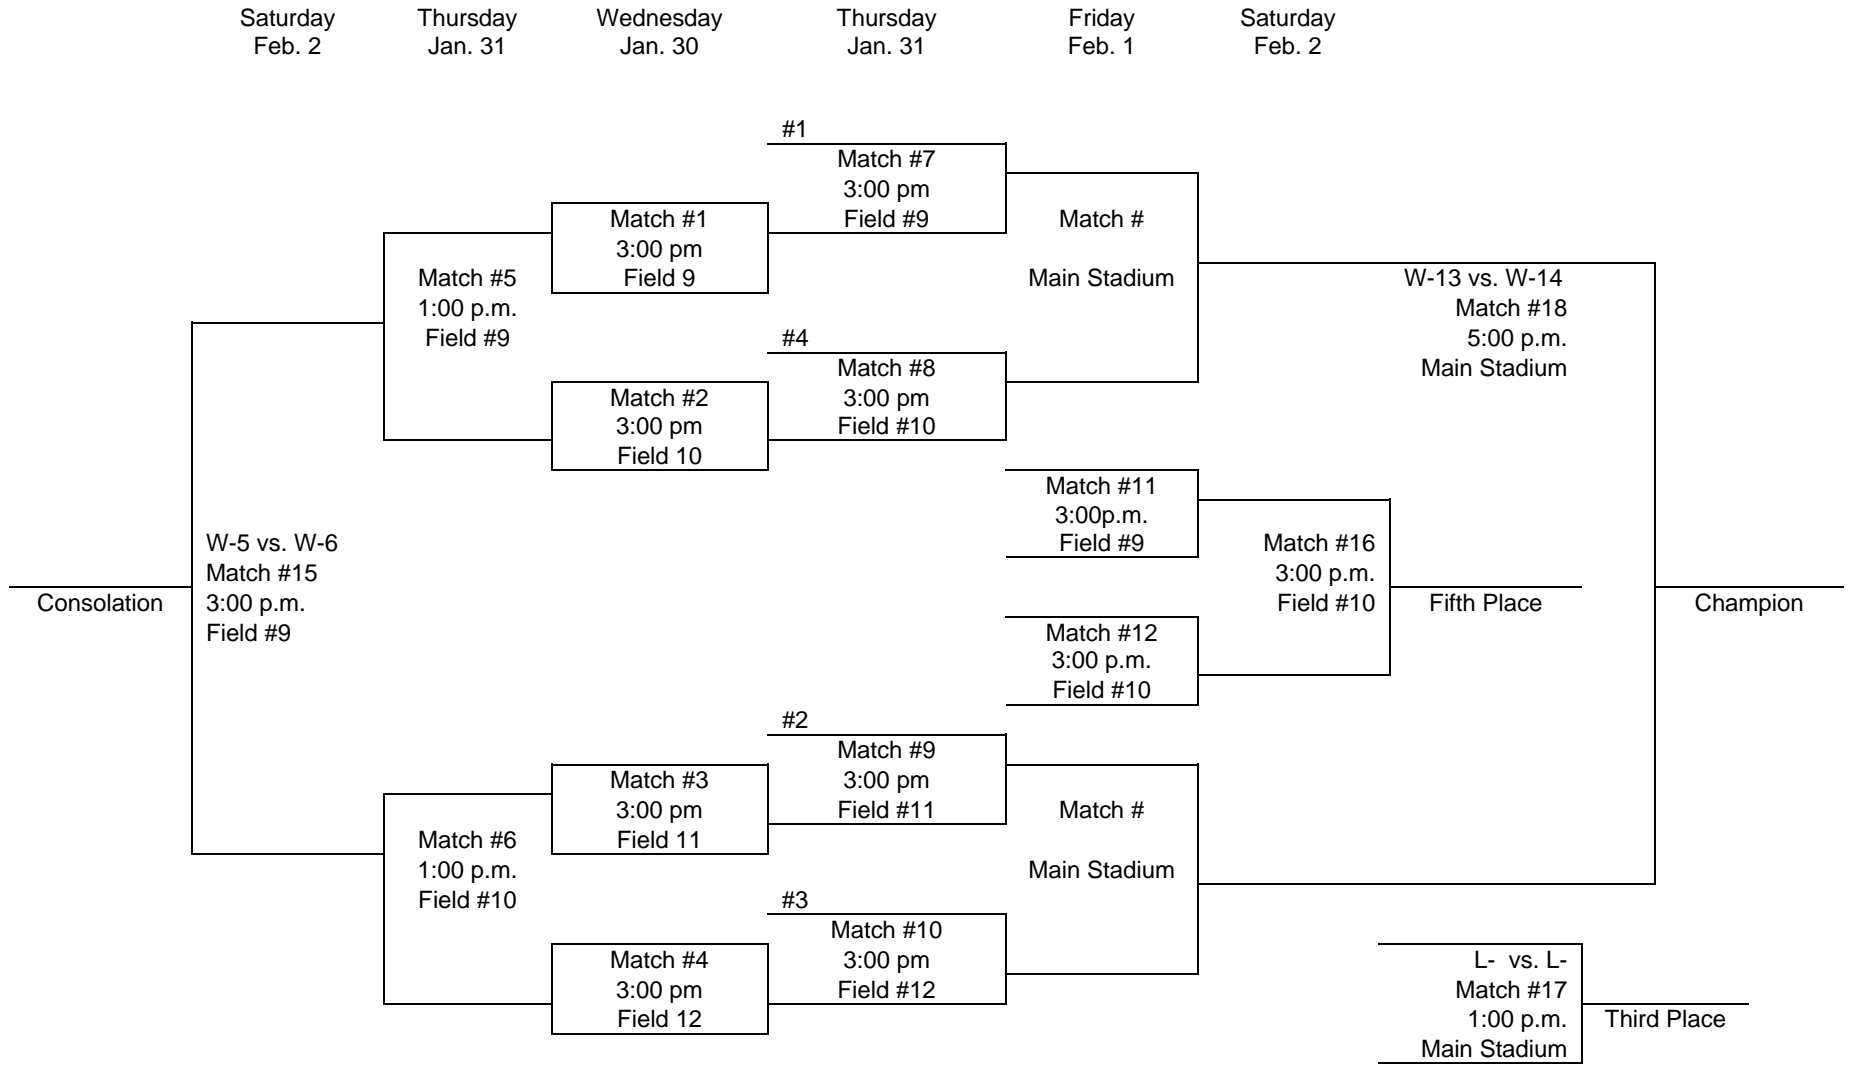 Saturday
Feb. 2
Thursday
Jan. 31
Wednesday
Jan. 30
Thursday
Jan. 31
Friday
Feb. 1
Saturday
Feb. 2
#1
Match #7
3:00 pm
Field #9
Match #1
3:00 pm
Field 9
Match #
Main Stadium
Match #5
1:00 p.m.
Field #9
W-13 vs. W-14
Match #18
5:00 p.m.
Main Stadium
#4
Match #8
3:00 pm
Field #10
Match #2
3:00 pm
Field 10
Match #11
3:00p.m.
Field #9
W-5 vs. W-6
Match #15
3:00 p.m.
Field #9
Consolation
Match #16
3:00 p.m.
Field #10
Fifth Place
Champion
Match #12
3:00 p.m.
Field #10
#2
Match #9
3:00 pm
Field #11
Match #3
3:00 pm
Field 11
Match #
Main Stadium
Match #6
1:00 p.m.
Field #10
#3
Match #10
3:00 pm
Field #12
Match #4
3:00 pm
Field 12
L-  vs. L-
Match #17
1:00 p.m.
Main Stadium
Third Place